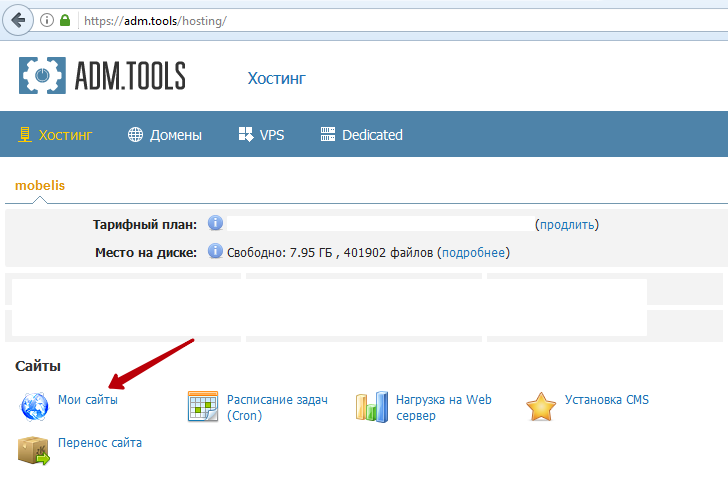 https://adm.tools/hosting/
ADM.TOOLS
Хостинг
Хостинг Домены VPS Dedicated
mobelis
Тарифный план: (продлить)
Место на диске: Свободно: 7.95 ГБ , 401902 файлов (подробнее)
Сайты
Мои сайты
Расписание задач
(Cron)
Нагрузка на Web
сервер
Установка CMS
Перенос сайта